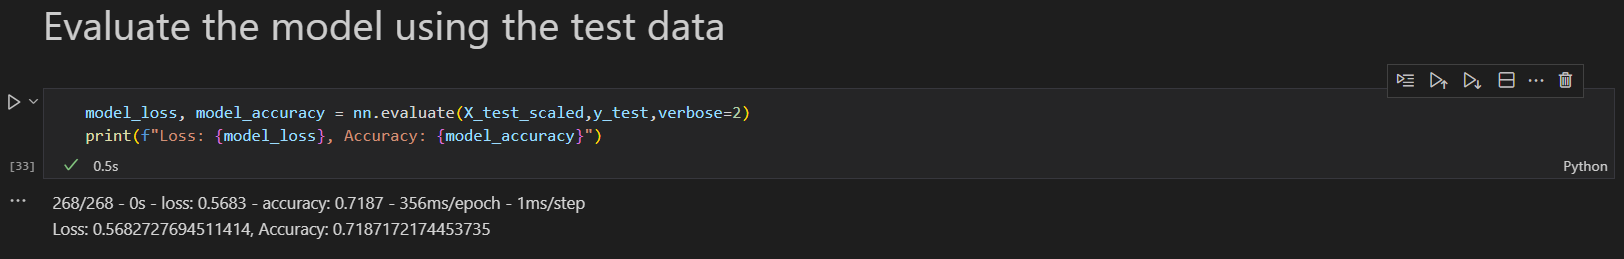 Evaluate the model using the test data
model_loss, model_accuracy = nn.evaluate(X_test_scaled,y_test,verbose=2)
print(f"Loss: {model_loss}, Accuracy: {model_accuracy}")
[33]
0.5s
Python
268/268 - 0s - loss: 0.5683 - accuracy: 0.7187 - 356ms/epoch - 1ms/step
Loss: 0.5682727694511414, Accuracy: 0.7187172174453735